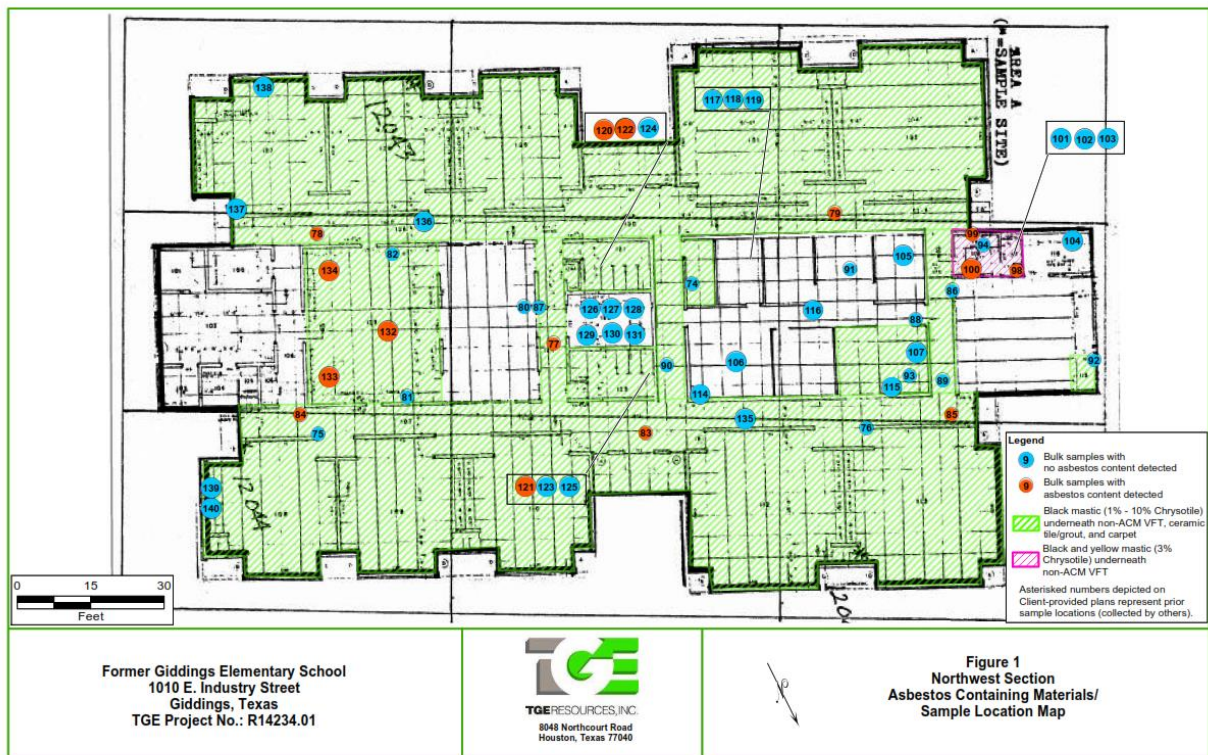 AREA A
(*=SAMPLE SITE)
138
12047
117 118 119
120 122 124
101 102 103
137
136
79
78
99
94
104
134
82
105
91
100
98
74
86
80 87
126 127 128
116
88
132
129 130 131
77
107
106
90
92
133
93
89
115
81
114
84
135
85
75
83
76
139
121 123 125
140
12044
Legend
9 Bulk samples with
no asbestos content detected
9 Bulk samples with
asbestos content detected
Black mastic (1% - 10% Chrysotile)
underneath non-ACM VFT, ceramic
tile/grout, and carpet
Black and yellow mastic (3%
Chrysotile) underneath
non-ACM VFT
Asterisked numbers depicted on
Client-provided plans represent prior
sample locations (collected by others).
0 15 30
Feet
Former Giddings Elementary School
1010 E. Industry Street
Giddings, Texas
TGE Project No.: R14234.01
TGE
TGE RESOURCES, INC.
8048 Northcourt Road
Houston, Texas 77040
Figure 1
Northwest Section
Asbestos Containing Materials/
Sample Location Map